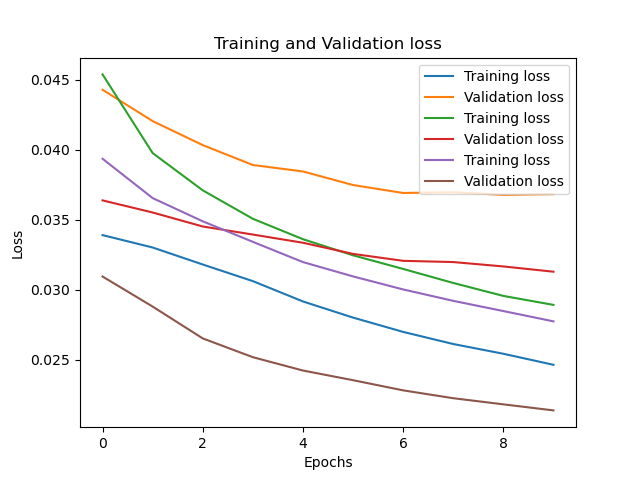 Training and Validation loss
0.045
0.040
0.035
0.030
0.025
Loss
Training loss
Validation loss
Training loss
Validation loss
Training loss
Validation loss
0 2 4 6 8
Epochs